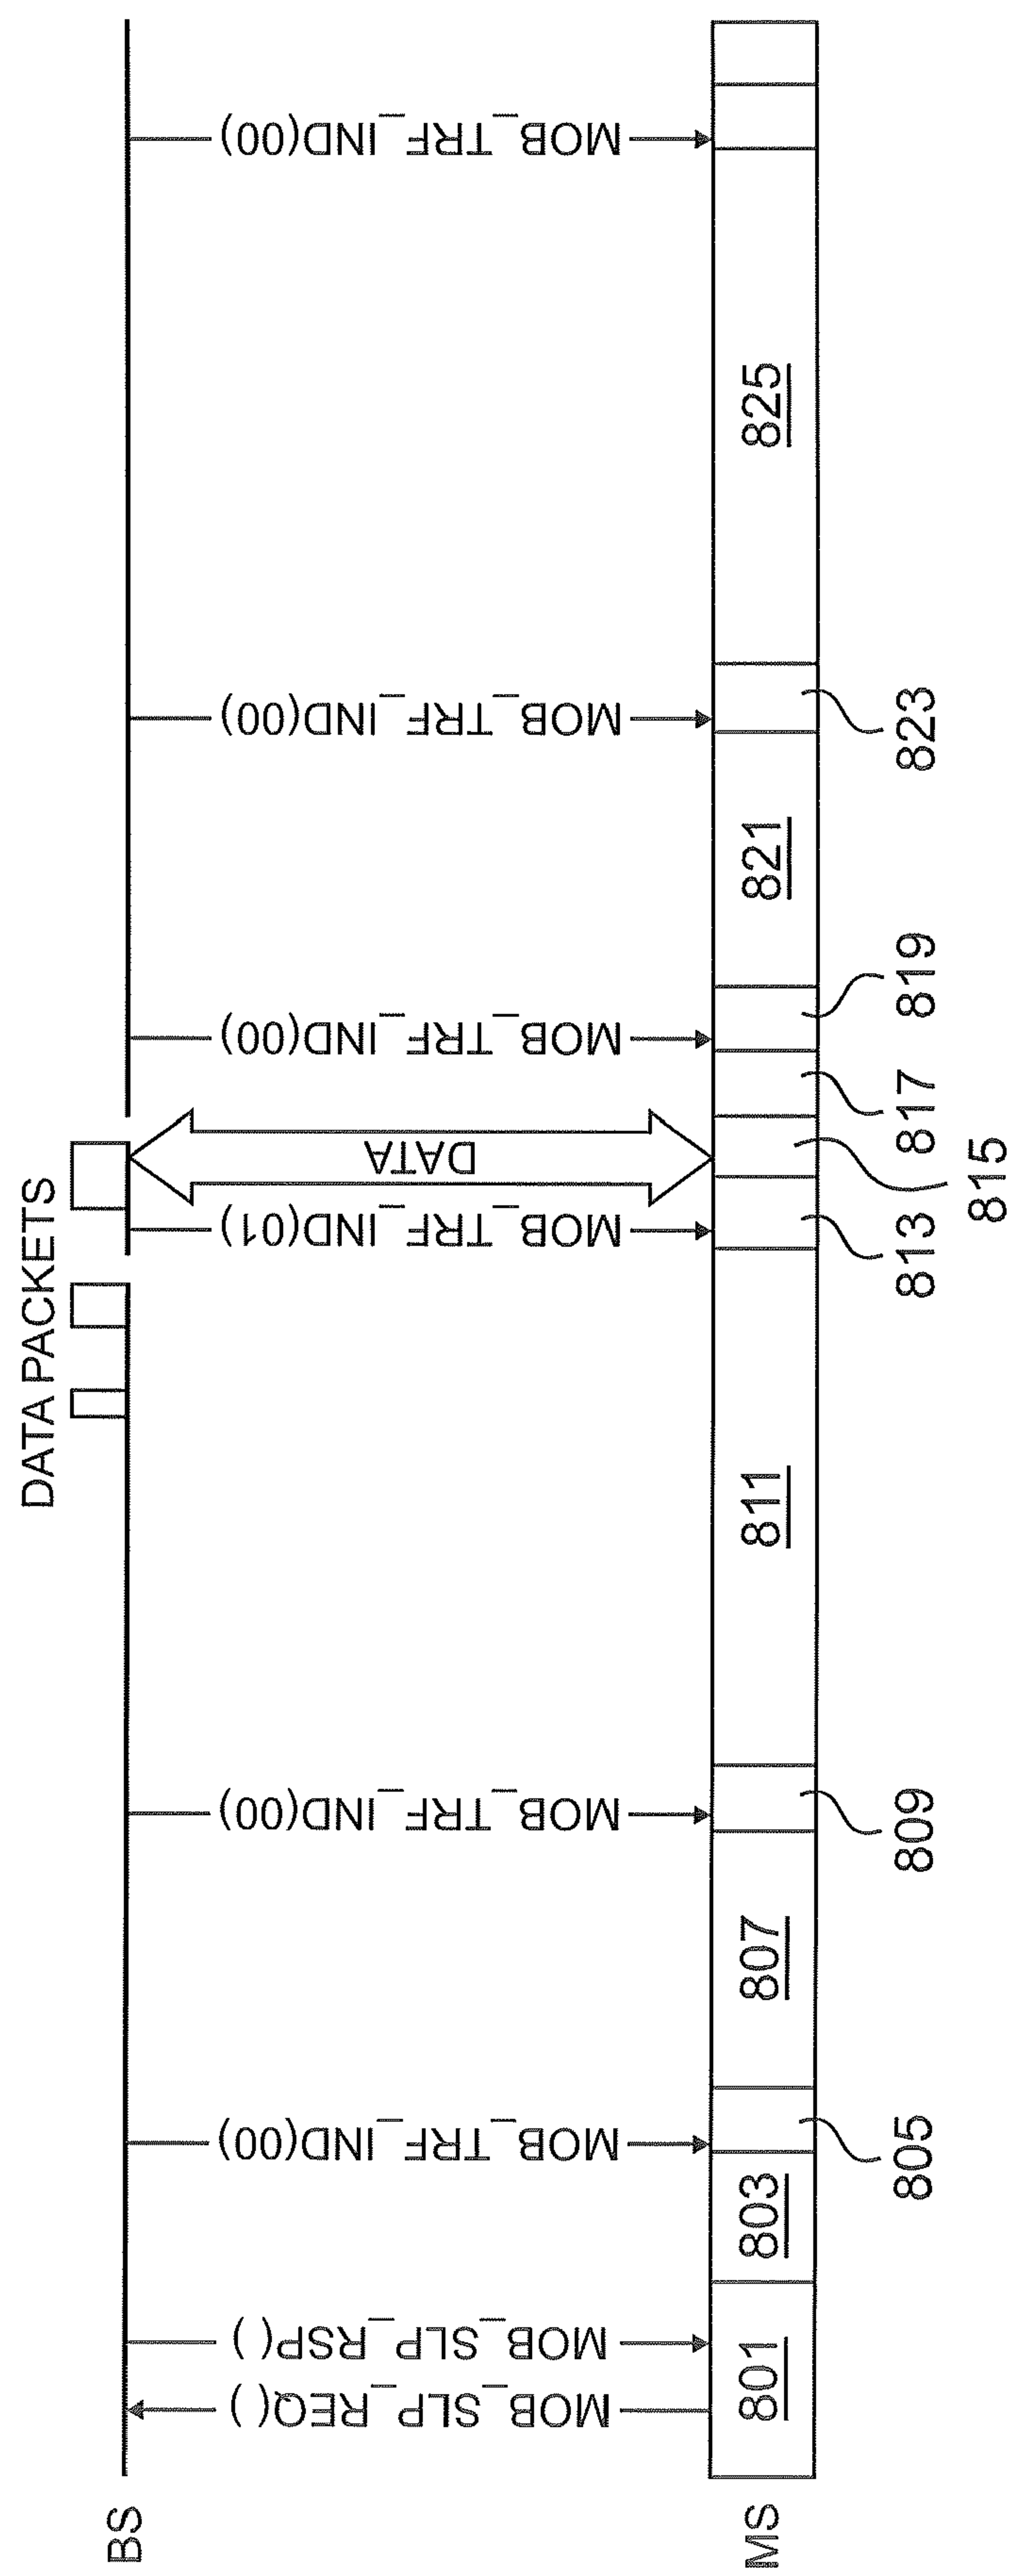 DATA PACKETS
BS
MOB_SLP_REQ( )
MOB_SLP_RSP( )
MOB_TRF_IND(00)
MOB_TRF_IND(00)
MOB_TRF_IND(01)
DATA
MOB_TRF_IND(00)
MOB_TRF_IND(00)
MOB_TRF_IND(00)
MS
801
803
807
811
821
825
805
809
813
815
817
819
823